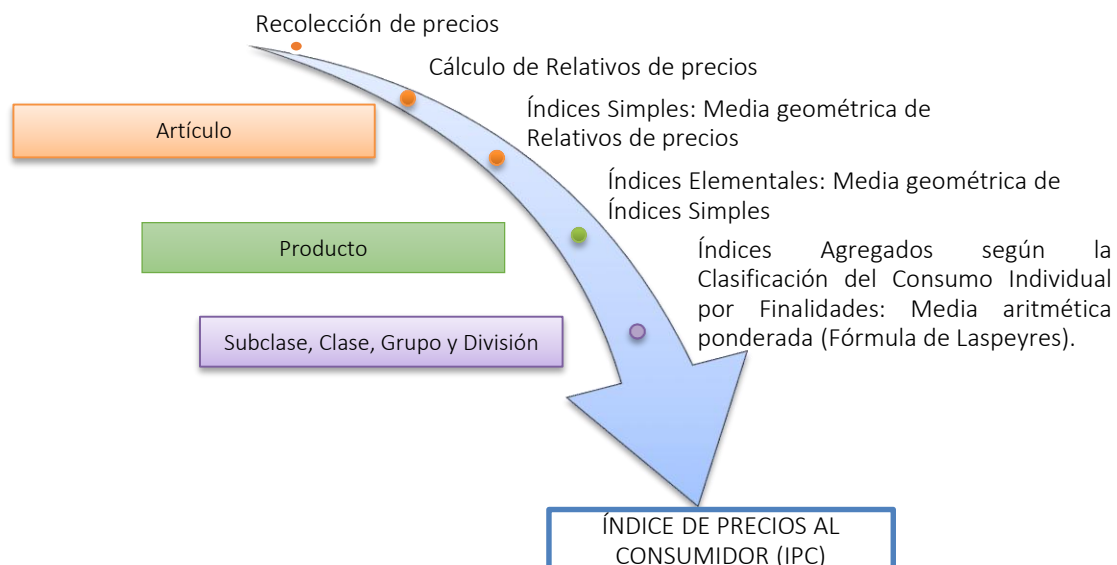 Recolección de precios
Cálculo de Relativos de precios
Artículo
Índices Simples: Media geométrica de
Relativos de precios
Índices Elementales: Media geométrica de
Índices Simples
Producto
Índices Agregados según la
Clasificación del Consumo Individual
por Finalidades: Media aritmética
ponderada (Fórmula de Laspeyres).
Subclase, Clase, Grupo y División
ÍNDICE DE PRECIOS AL
CONSUMIDOR (IPC)